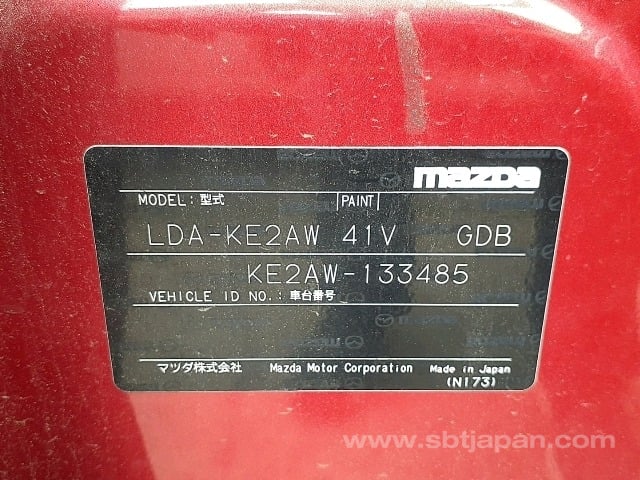 mazda
MODEL: 型式 PAINT
LDA-KE2AW 41V GDB
KE2AW-133485
VEHICLE ID NO.: 車台番号
マツダ株式会社 Mazda Motor Corporation Made in Japan
(N173)
www.sbtjapan.com